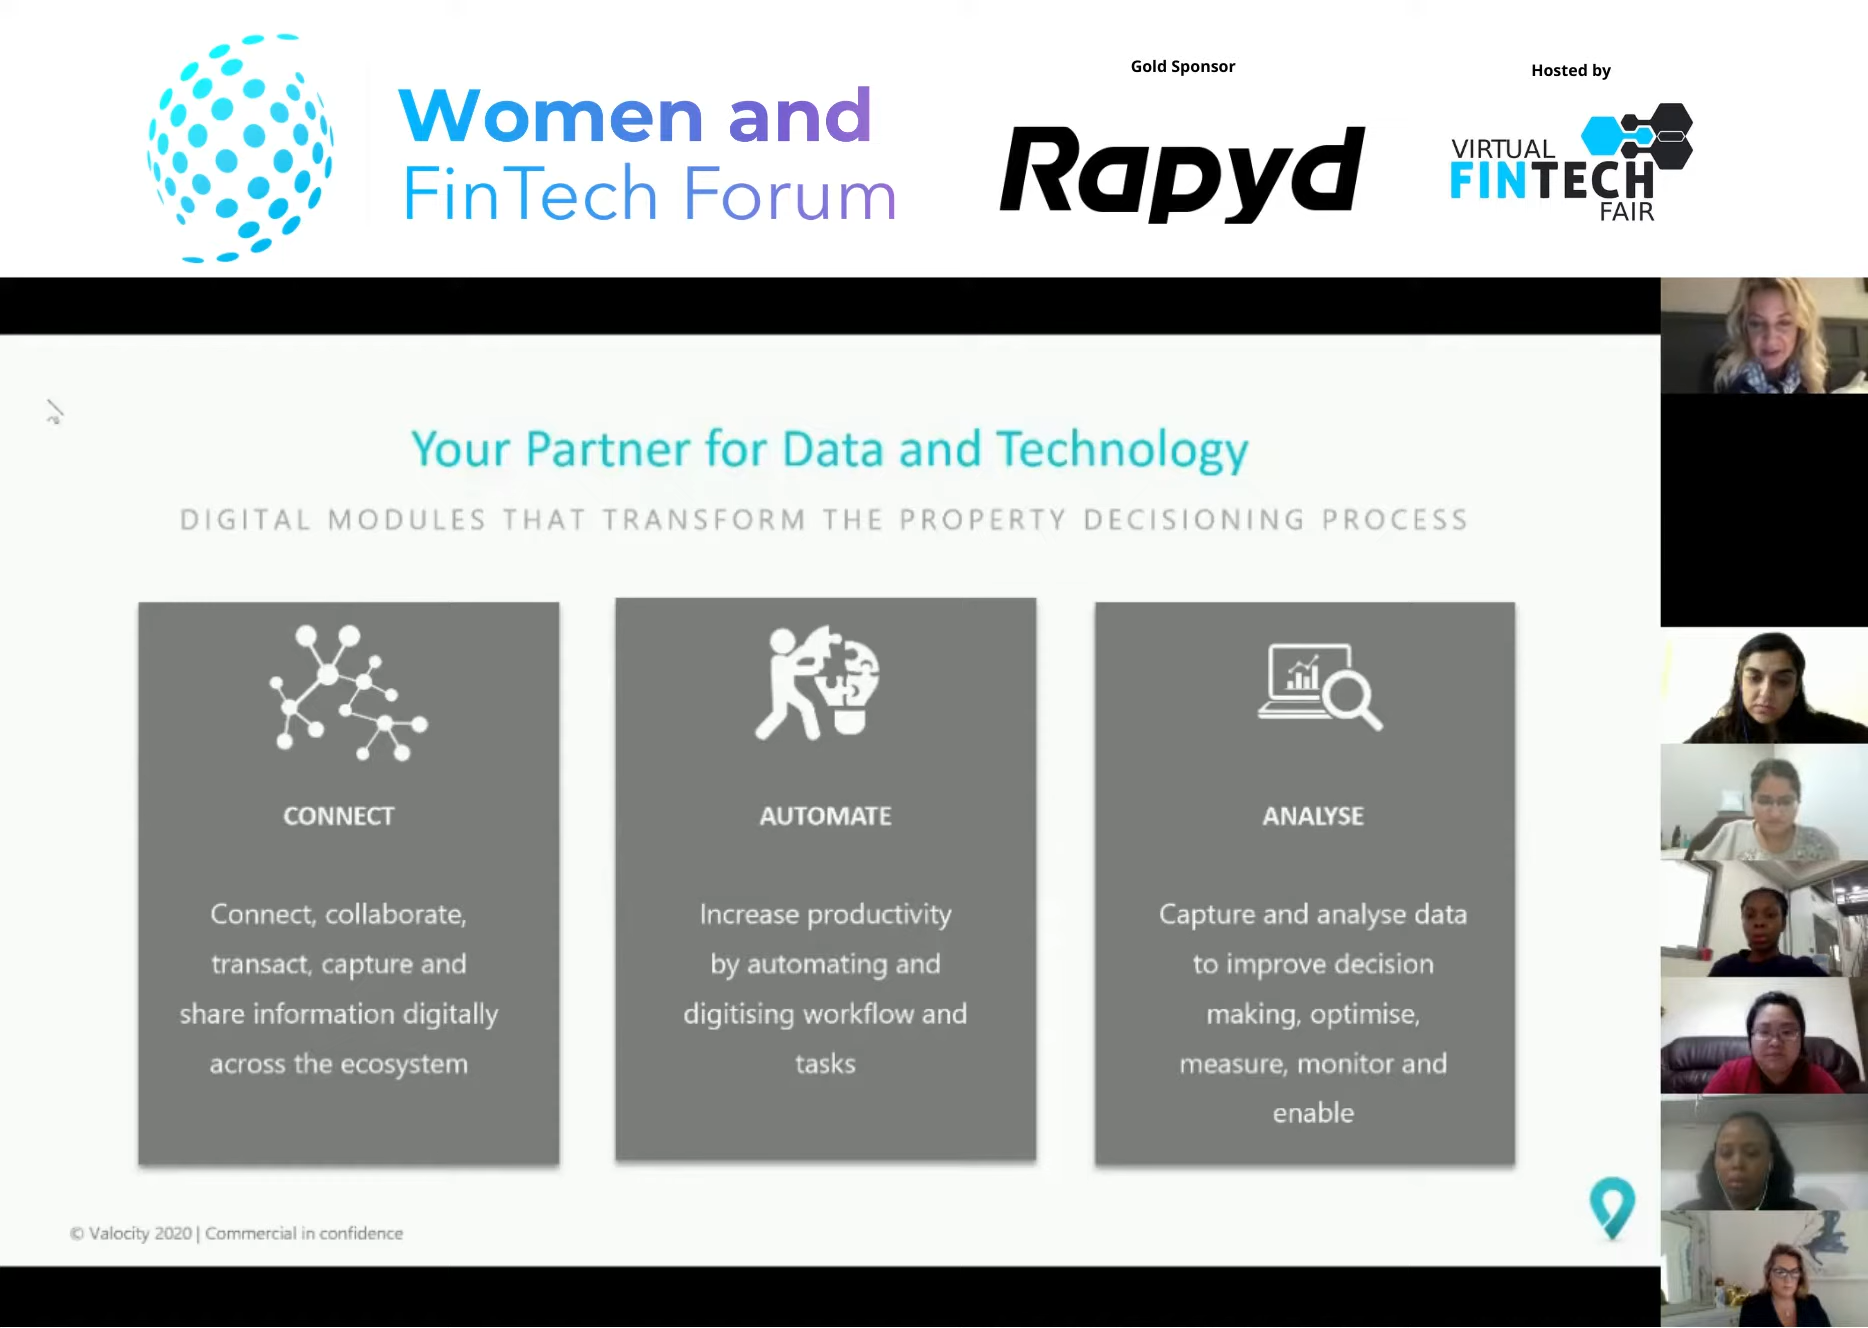 Women and
FinTech Forum
Gold Sponsor
Rapyd
Hosted by
VIRTUAL
FINTECH
FAIR
Your Partner for Data and Technology
DIGITAL MODULES THAT TRANSFORM THE PROPERTY DECISIONING PROCESS
CONNECT
Connect, collaborate,
transact, capture and
share information digitally
across the ecosystem
AUTOMATE
Increase productivity
by automating and
digitising workflow and
tasks
ANALYSE
Capture and analyse data
to improve decision
making, optimise,
measure, monitor and
enable
© Valocity 2020 | Commercial in confidence